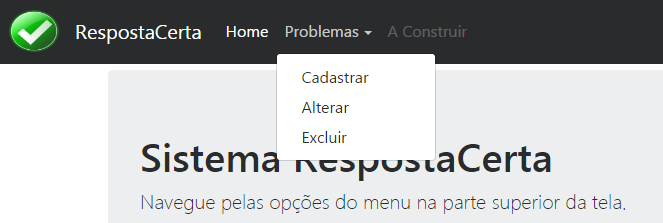 RespostaCerta Home Problemas A Construir
Cadastrar
Alterar
Excluir
Sistema RespostaCerta
Navegue pelas opções do menu na parte superior da tela.